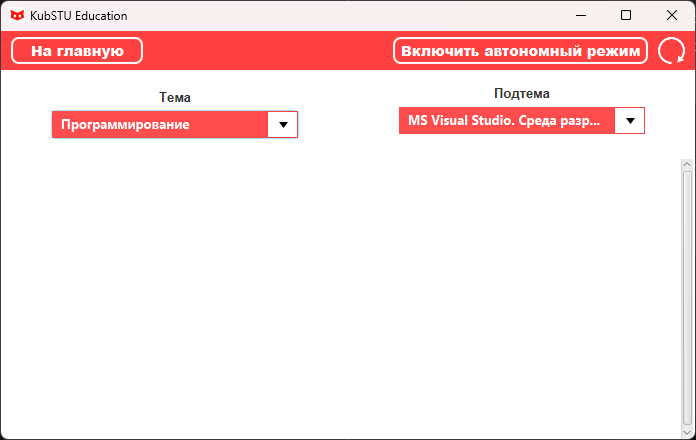 KubSTU Education
На главную
Включить автономный режим
Тема
Подтема
Программирование
MS Visual Studio. Среда разр...